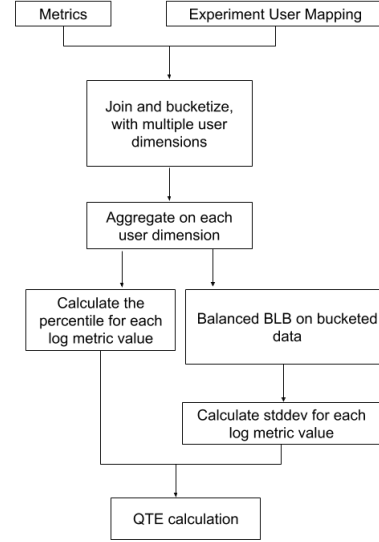 Metrics
Experiment User Mapping
Join and bucketize,
with multiple user
dimensions
Aggregate on each
user dimension
Calculate the
percentile for each
log metric value
Balanced BLB on bucketed
data
Calculate stddev for each
log metric value
QTE calculation